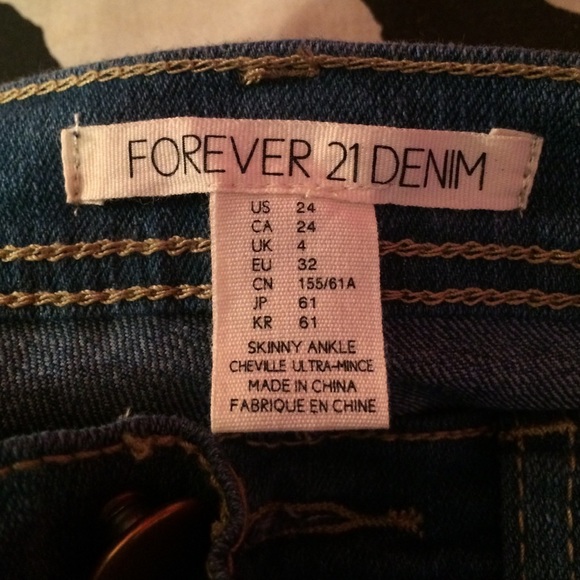 FOREVER 21 DENIM
US 24
CA 24
UK 4
EU 32
CN 155/61A
JP 61
KR 61
SKINNY ANKLE
CHEVILLE ULTRA-MINCE
MADE IN CHINA
FABRIQUE EN CHINE